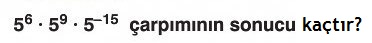 5⁶ · 5⁹ · 5⁻¹⁵ çarpımının sonucu kaçtır?